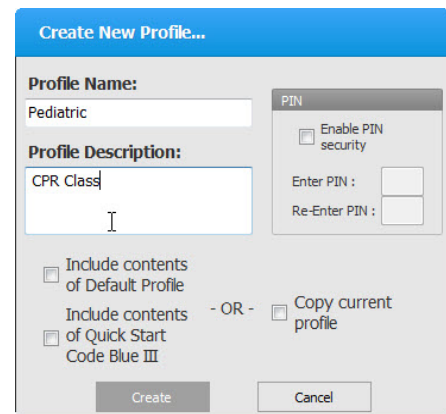 Create New Profile...
Profile Name:
Pediatric
Profile Description:
CPR Class
PIN
Enable PIN
security
Enter PIN :
Re-Enter PIN :
Include contents
of Default Profile
Include contents
of Quick Start
Code Blue III
- OR -
Copy current
profile
Create
Cancel